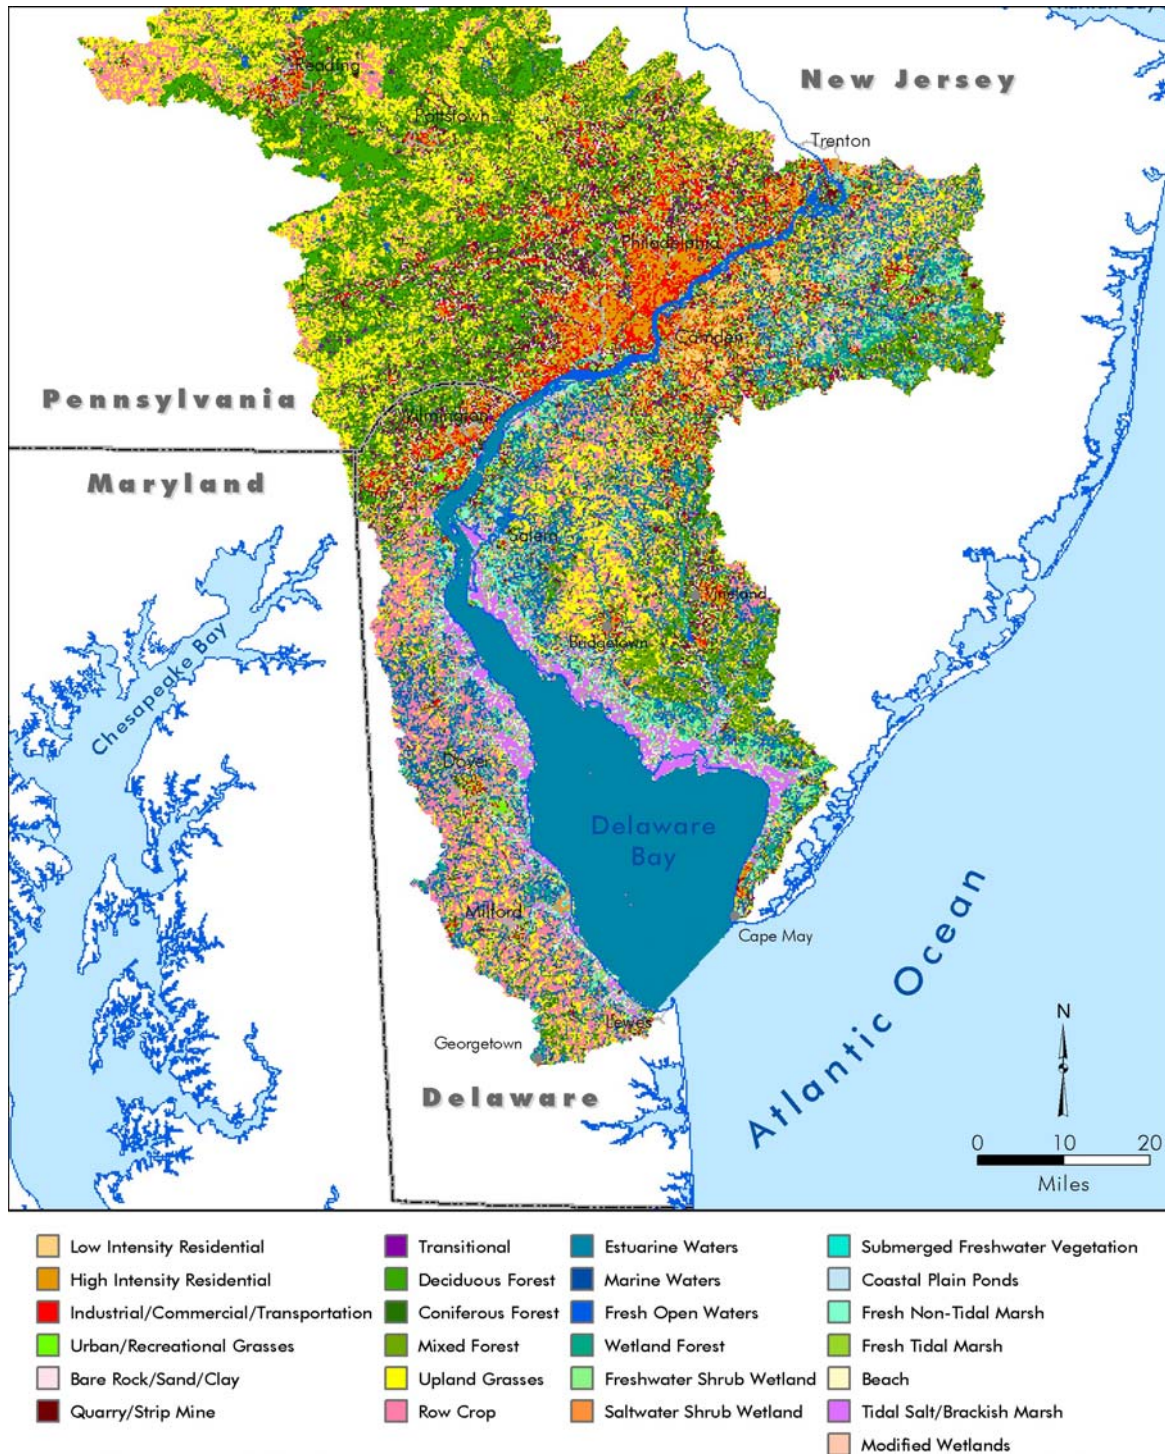 New Jersey
Reading
Pottstown
Trenton
Philadelphia
Camden
Pennsylvania
Wilmington
Maryland
Salem
Vineland
Bridgetown
Chesapeake Bay
Dover
Delaware
Bay
Milford
Cape May
Atlantic Ocean
Lewes
Georgetown
N
Delaware
0 10 20
Miles
Low Intensity Residential
High Intensity Residential
Industrial/Commercial/Transportation
Urban/Recreational Grasses
Bare Rock/Sand/Clay
Quarry/Strip Mine
Transitional
Deciduous Forest
Coniferous Forest
Mixed Forest
Upland Grasses
Row Crop
Estuarine Waters
Marine Waters
Fresh Open Waters
Wetland Forest
Freshwater Shrub Wetland
Saltwater Shrub Wetland
Submerged Freshwater Vegetation
Coastal Plain Ponds
Fresh Non-Tidal Marsh
Fresh Tidal Marsh
Beach
Tidal Salt/Brackish Marsh
Modified Wetlands